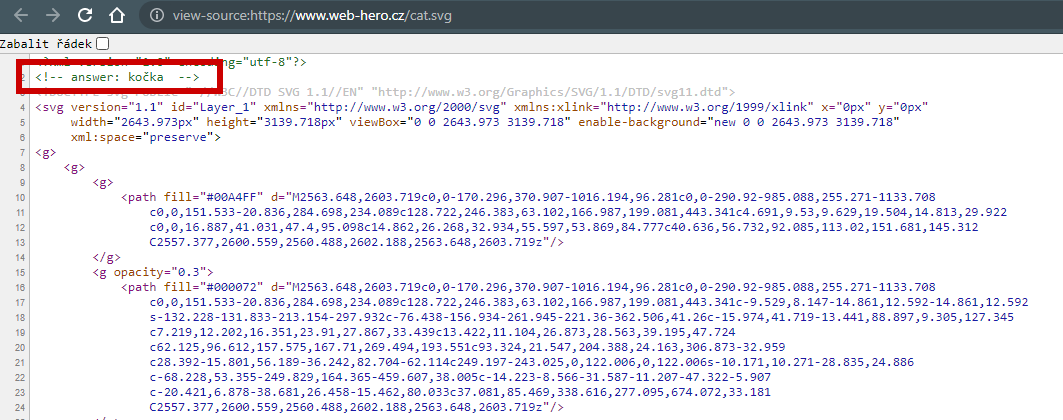 view-source:https://www.web-hero.cz/cat.svg
Zabalit řádek
2 <!-- answer: kočka  -->
"http://www.w3.org/Graphics/SVG/1.1/DTD/svg11.dtd">
4 <svg version="1.1" id="Layer_1" xmlns="http://www.w3.org/2000/svg" xmlns:xlink="http://www.w3.org/1999/xlink" x="0px" y="0px"
5 width="2643.973px" height="3139.718px" viewBox="0 0 2643.973 3139.718" enable-background="new 0 0 2643.973 3139.718"
6 xml:space="preserve">
7 <g>
8 <g>
9 <g>
10 <path fill="#00A4FF" d="M2563.648,2603.719c0,0-170.296,370.907-1016.194,96.281c0,0-290.92-985.088,255.271-1133.708
11 c0,0,151.533-20.836,284.698,234.089c128.722,246.383,63.102,166.987,199.081,443.341c4.691,9.53,9.629,19.504,14.813,29.922
12 c0,0,16.887,41.031,47.4,95.098c14.862,26.268,32.934,55.597,53.869,84.777c40.636,56.732,92.085,113.02,151.681,145.312
13 C2557.377,2600.559,2560.488,2602.188,2563.648,2603.719z"/>
14 </g>
15 <g opacity="0.3">
16 <path fill="#000072" d="M2563.648,2603.719c0,0-170.296,370.907-1016.194,96.281c0,0-290.92-985.088,255.271-1133.708
17 c0,0,151.533-20.836,284.698,234.089c128.722,246.383,63.102,166.987,199.081,443.341c-9.529,8.147-14.861,12.592-14.861,12.592
18 s-132.228-131.833-213.154-297.932c-76.438-156.934-261.945-221.36-362.506,41.26c-15.974,41.719-13.441,88.897,9.305,127.345
19 c7.219,12.202,16.351,23.91,27.867,33.439c13.422,11.104,26.873,28.563,39.195,47.724
20 c62.125,96.612,157.575,167.71,269.494,193.551c93.324,21.547,204.388,24.163,306.873-32.959
21 c28.392-15.801,56.189-36.242,82.704-62.114c249.197-243.025,0,122.006,0,122.006s-10.171,10.271-28.835,24.886
22 c-68.228,53.355-249.829,164.365-459.607,38.005c-14.223-8.566-31.587-11.207-47.322-5.907
23 c-20.421,6.878-38.681,26.458-15.462,80.033c37.081,85.469,338.616,277.095,674.072,33.181
24 C2557.377,2600.559,2560.488,2602.188,2563.648,2603.719z"/>